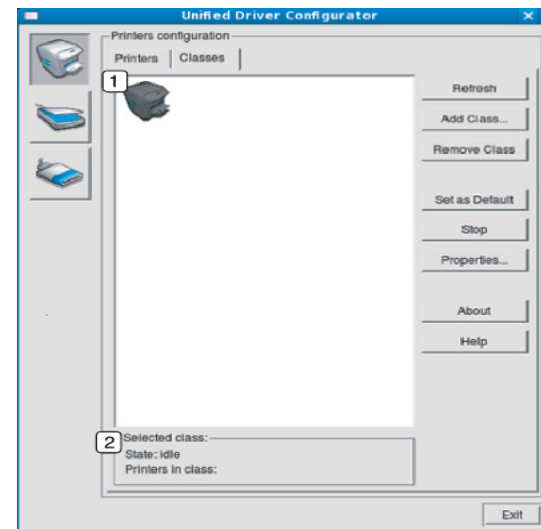 Unified Driver Configurator
Printers configuration
Printers Classes
1
Refresh
Add Class...
Remove Class
Set as Default
Stop
Properties...
About
Help
2
Selected class:
State: idle
Printers in class:
Exit